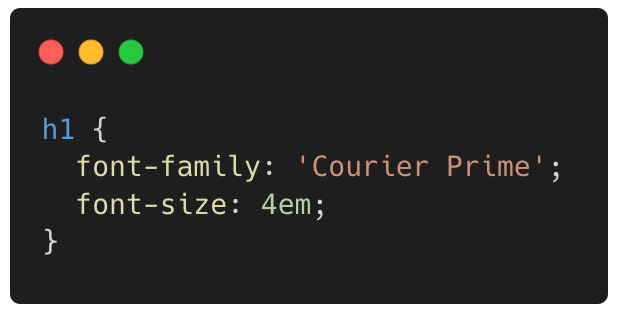 h1 {
  font-family: 'Courier Prime';
  font-size: 4em;
}